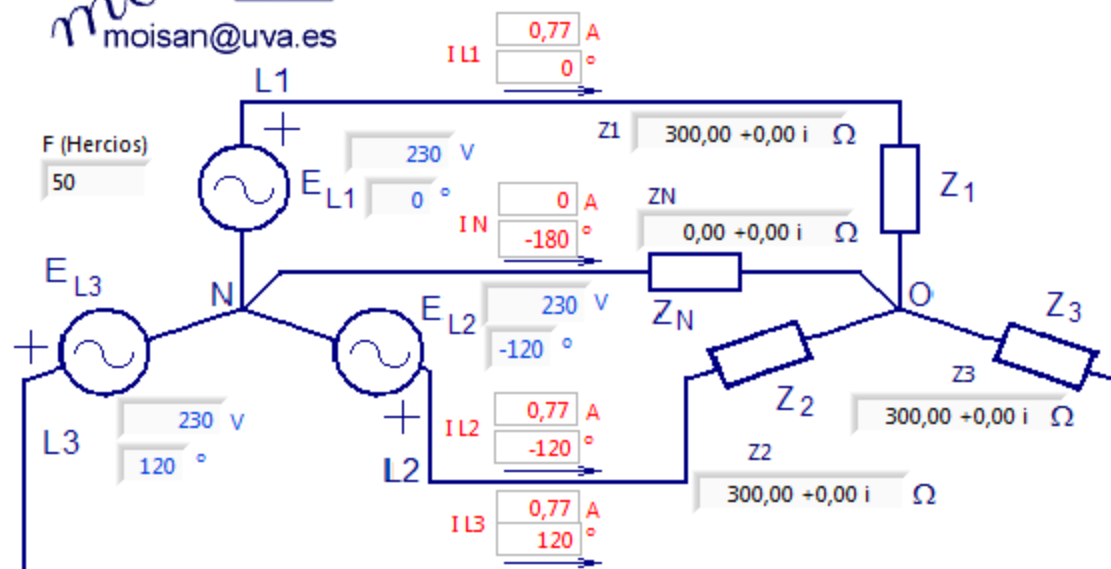 moisan@uva.es
I L1
0,77 A
0 º
L1
+
F (Hercios)
50
230 V
E L1
0 º
Z1
300,00 +0,00 i Ω
Z 1
I N
0 A
-180 º
ZN
0,00 +0,00 i Ω
E L3
N
E L2
230 V
-120 º
Z N
O
Z 3
+
Z3
300,00 +0,00 i Ω
Z 2
230 V
120 º
L3
+
L2
I L2
0,77 A
-120 º
Z2
300,00 +0,00 i Ω
I L3
0,77 A
120 º